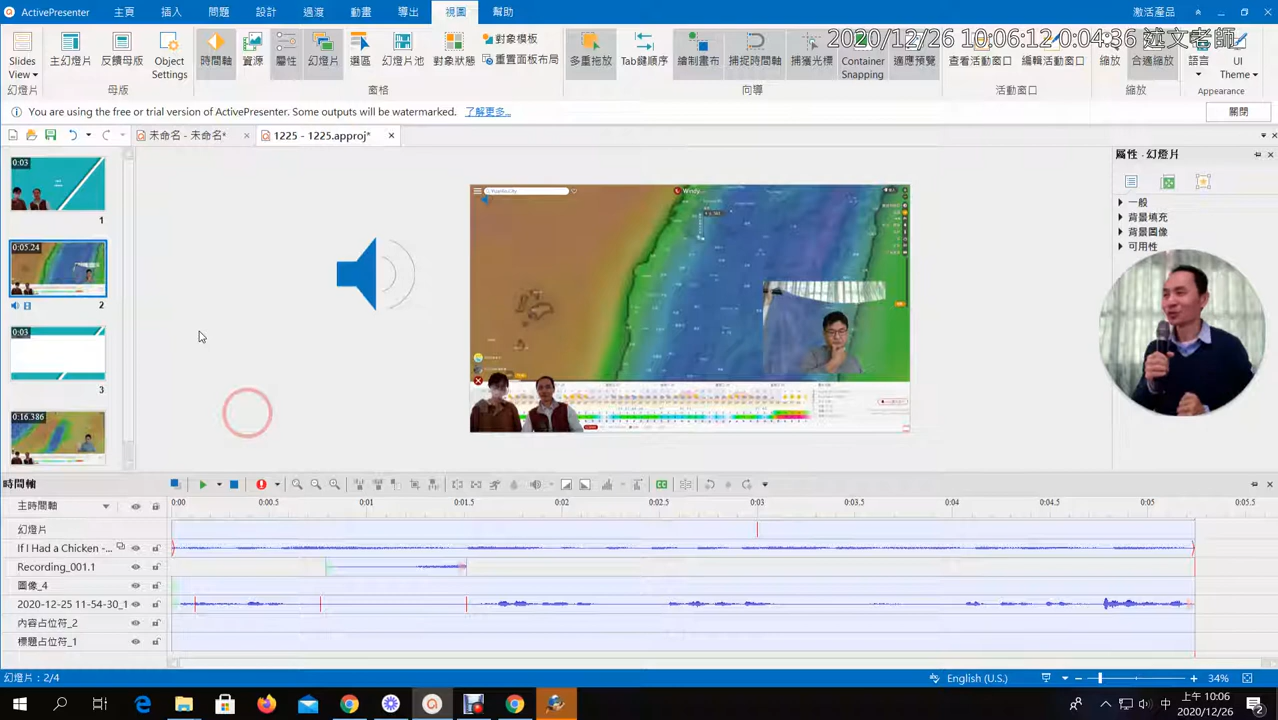 ActivePresenter 主頁 插入 問題 設計 過渡 動畫 導出 視圖 幫助 激活產品
2020/12/26 10:06:12 0:04:36 述文老師
Slides View 主幻燈片 反饋母版 Object Settings 時間軸 資源 屬性 幻燈片 選區 幻燈片池 對象狀態 對象模板 重置面板布局 多重拖放 Tab鍵順序 繪制畫布 捕捉時間軸 捕獲光標 Container Snapping 適應預覽 查看活動窗口 編輯活動窗口 縮放 合適縮放 語言 UI Theme
幻燈片 母版 窗格 向導 活動窗口 縮放 Appearance
You are using the free or trial version of ActivePresenter. Some outputs will be watermarked. 了解更多... 關閉
未命名 - 未命名* 1225 - 1225.approj*
屬性 - 幻燈片
一般
背景填充
背景圖像
可用性
0:03
二
1
0:05.24
2
0:03
3
0:16.386
Windy
時間軸
主時間軸 0:00 0:00.5 0:01 0:01.5 0:02 0:02.5 0:03 0:03.5 0:04 0:04.5 0:05 0:05.5
幻燈片
If I Had a Chicken -...
Recording_001.1
圖像_4
2020-12-25 11-54-30_1
內容占位符_2
標題占位符_1
幻燈片：2/4 English (U.S.) 34%
中 上午 10:06
2020/12/26 2